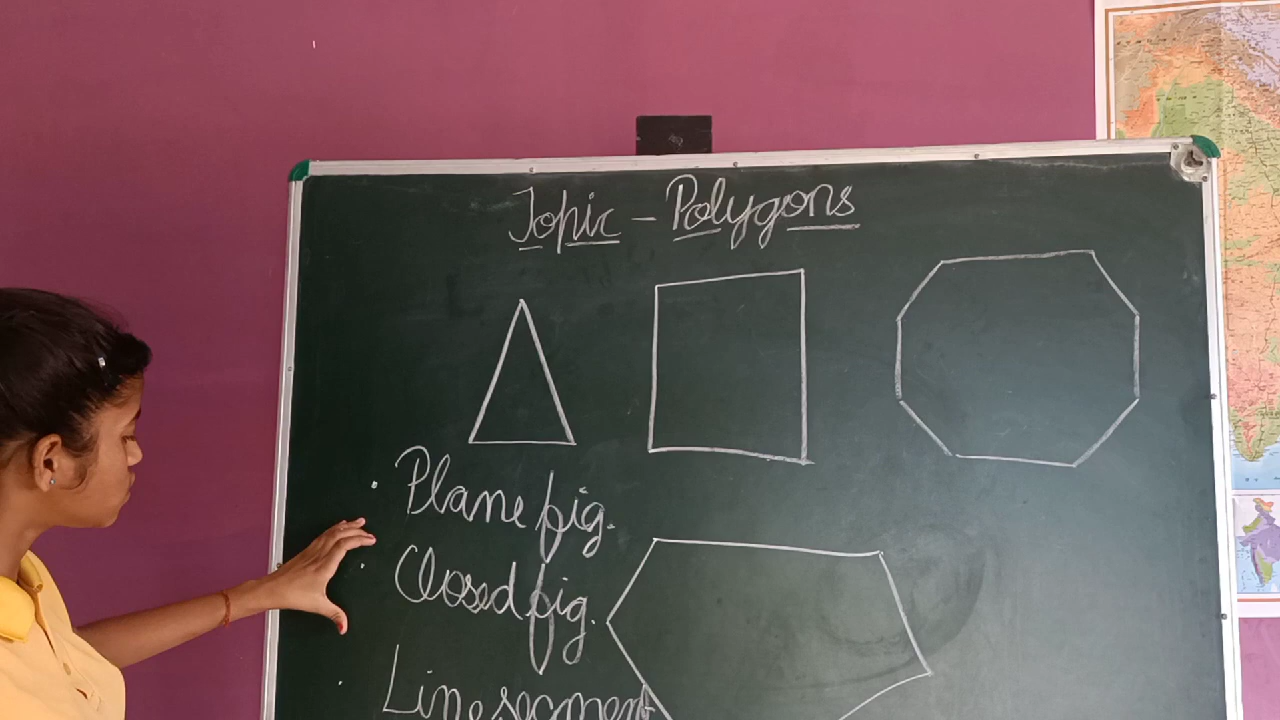 Topic - Polygons
. Plane fig.
. Closed fig.
. Line segment